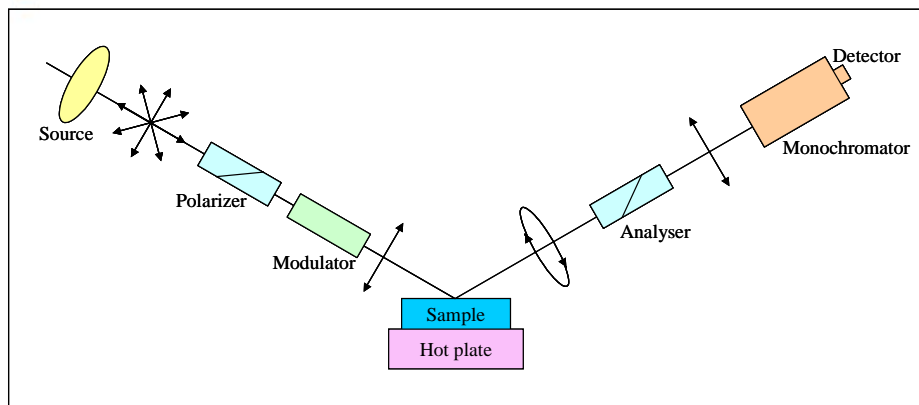 Detector
Source
Monochromator
Polarizer
Analyser
Modulator
Sample
Hot plate